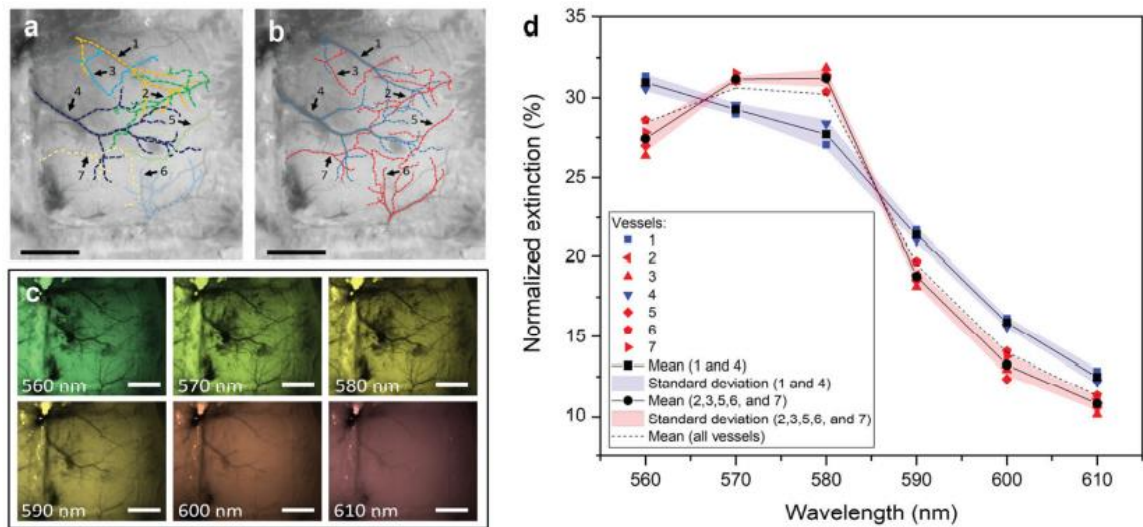 a
1
3
4
2
5
7
6
b
1
3
4
2
5
7
6
c
560 nm
570 nm
580 nm
590 nm
600 nm
610 nm
d
Normalized extinction (%)
35
30
25
20
15
10
Vessels:
1
2
3
4
5
6
7
Mean (1 and 4)
Standard deviation (1 and 4)
Mean (2,3,5,6, and 7)
Standard deviation (2,3,5,6, and 7)
Mean (all vessels)
560 570 580 590 600 610
Wavelength (nm)